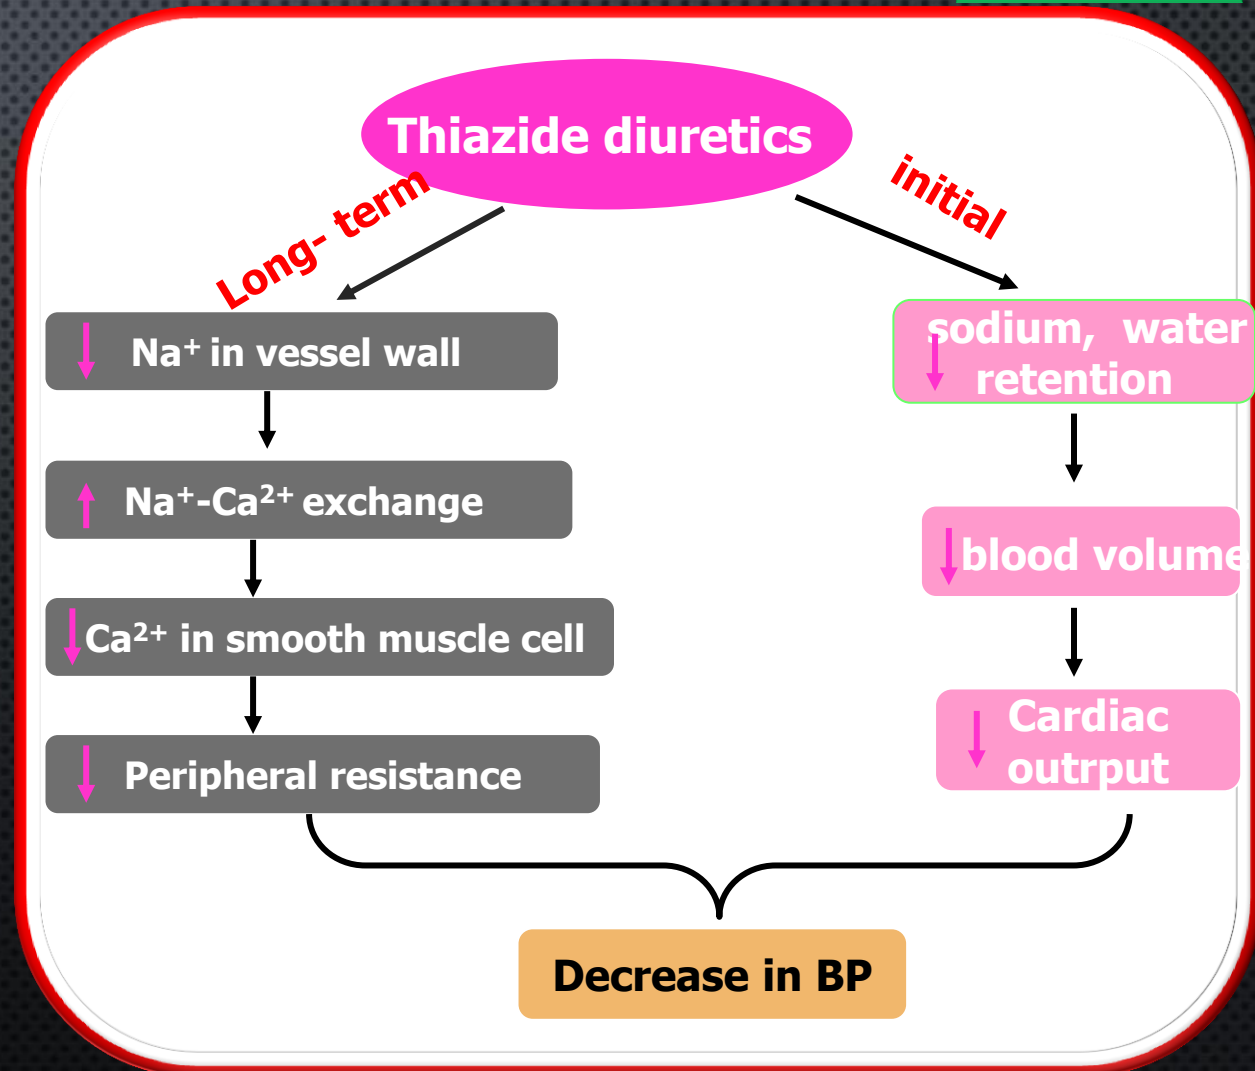 Thiazide diuretics
Long- term
initial
↓ Na⁺ in vessel wall
↑ Na⁺-Ca²⁺ exchange
↓ Ca²⁺ in smooth muscle cell
↓ Peripheral resistance
↓ sodium, water
retention
↓ blood volume
↓ Cardiac
outrput
Decrease in BP